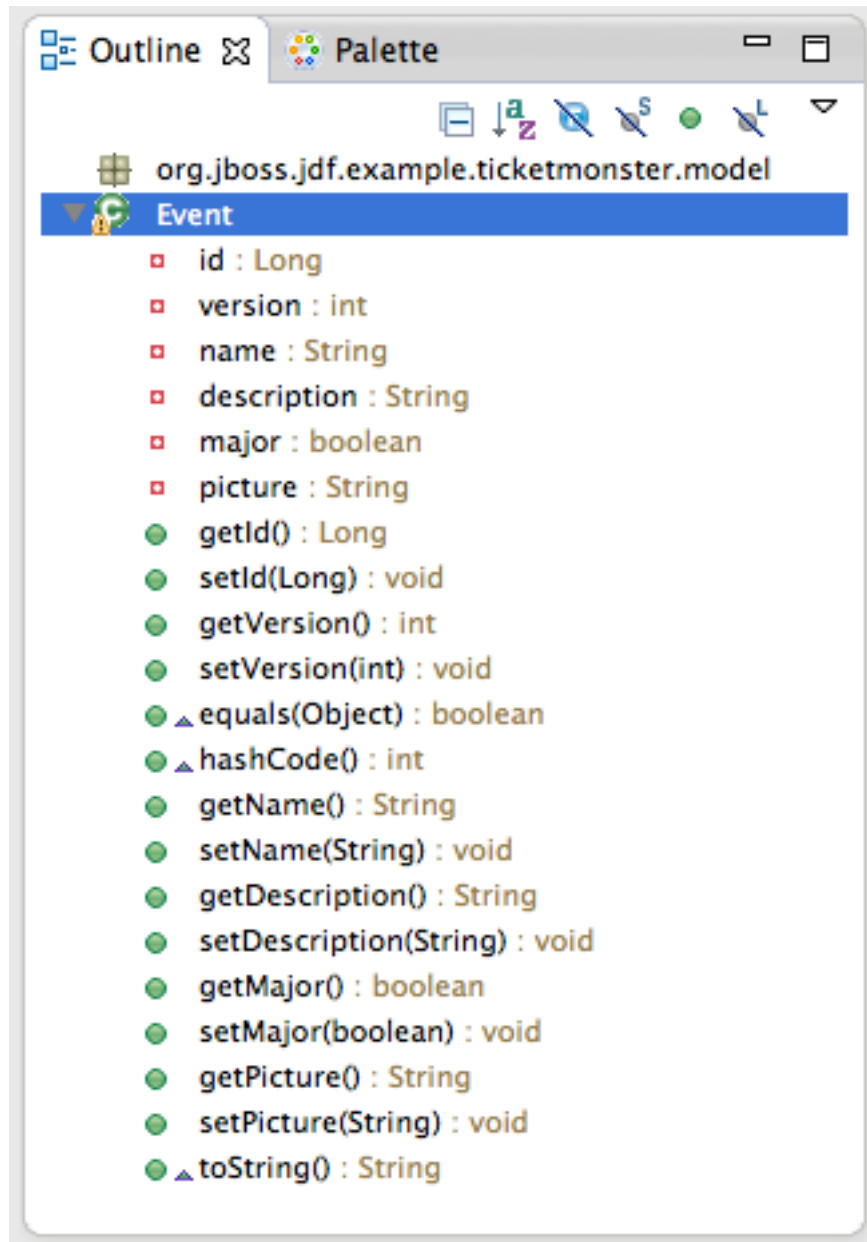 Outline Palette
org.jboss.jdf.example.ticketmonster.model
Event
id : Long
version : int
name : String
description : String
major : boolean
picture : String
getId() : Long
setId(Long) : void
getVersion() : int
setVersion(int) : void
equals(Object) : boolean
hashCode() : int
getName() : String
setName(String) : void
getDescription() : String
setDescription(String) : void
getMajor() : boolean
setMajor(boolean) : void
getPicture() : String
setPicture(String) : void
toString() : String